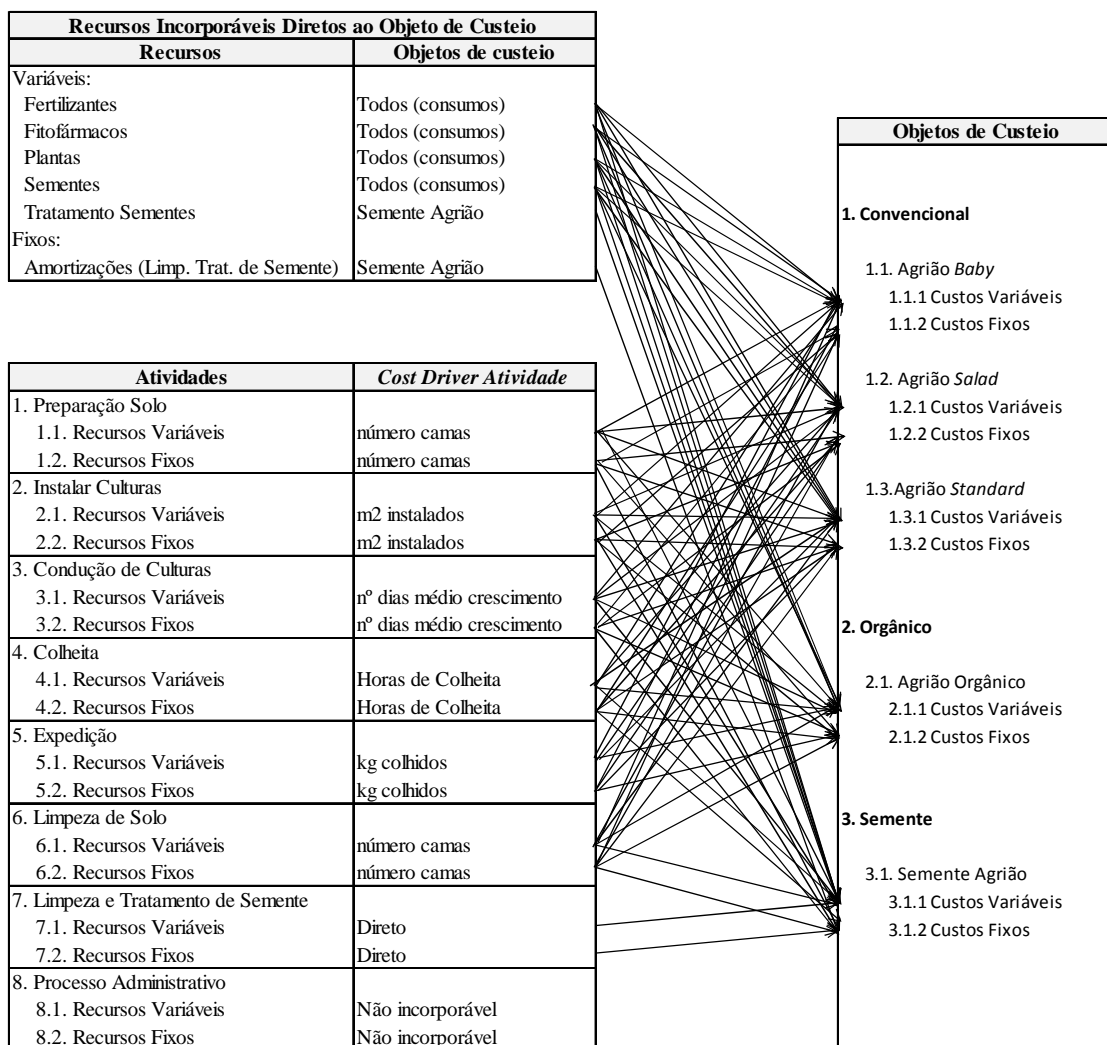 Recursos Incorporáveis Diretos ao Objeto de Custeio
Recursos Objetos de custeio
Variáveis:
Fertilizantes Todos (consumos)
Fitofármacos Todos (consumos)
Plantas Todos (consumos)
Sementes Todos (consumos)
Tratamento Sementes Semente Agrião
Fixos:
Amortizações (Limp. Trat. de Semente) Semente Agrião
Atividades Cost Driver Atividade
1. Preparação Solo
1.1. Recursos Variáveis número camas
1.2. Recursos Fixos número camas
2. Instalar Culturas
2.1. Recursos Variáveis m2 instalados
2.2. Recursos Fixos m2 instalados
3. Condução de Culturas
3.1. Recursos Variáveis nº dias médio crescimento
3.2. Recursos Fixos nº dias médio crescimento
4. Colheita
4.1. Recursos Variáveis Horas de Colheita
4.2. Recursos Fixos Horas de Colheita
5. Expedição
5.1. Recursos Variáveis kg colhidos
5.2. Recursos Fixos kg colhidos
6. Limpeza de Solo
6.1. Recursos Variáveis número camas
6.2. Recursos Fixos número camas
7. Limpeza e Tratamento de Semente
7.1. Recursos Variáveis Direto
7.2. Recursos Fixos Direto
8. Processo Administrativo
8.1. Recursos Variáveis Não incorporável
8.2. Recursos Fixos Não incorporável
Objetos de Custeio
1. Convencional
1.1. Agrião Baby
1.1.1 Custos Variáveis
1.1.2 Custos Fixos
1.2. Agrião Salad
1.2.1 Custos Variáveis
1.2.2 Custos Fixos
1.3.Agrião Standard
1.3.1 Custos Variáveis
1.3.2 Custos Fixos
2. Orgânico
2.1. Agrião Orgânico
2.1.1 Custos Variáveis
2.1.2 Custos Fixos
3. Semente
3.1. Semente Agrião
3.1.1 Custos Variáveis
3.1.2 Custos Fixos